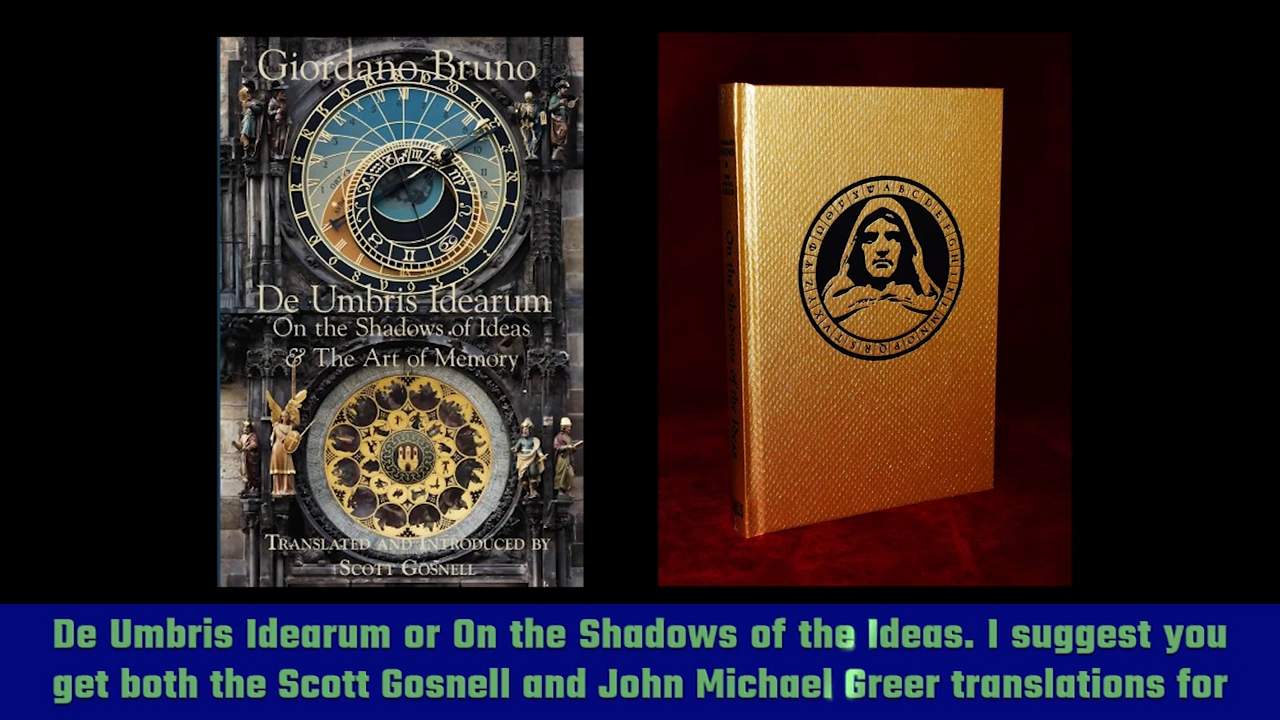 Giordano Bruno
De Umbris Idearum
On the Shadows of Ideas
& The Art of Memory
TRANSLATED AND INTRODUCED BY
SCOTT GOSNELL
De Umbris Idearum or On the Shadows of the Ideas. I suggest you
get both the Scott Gosnell and John Michael Greer translations for